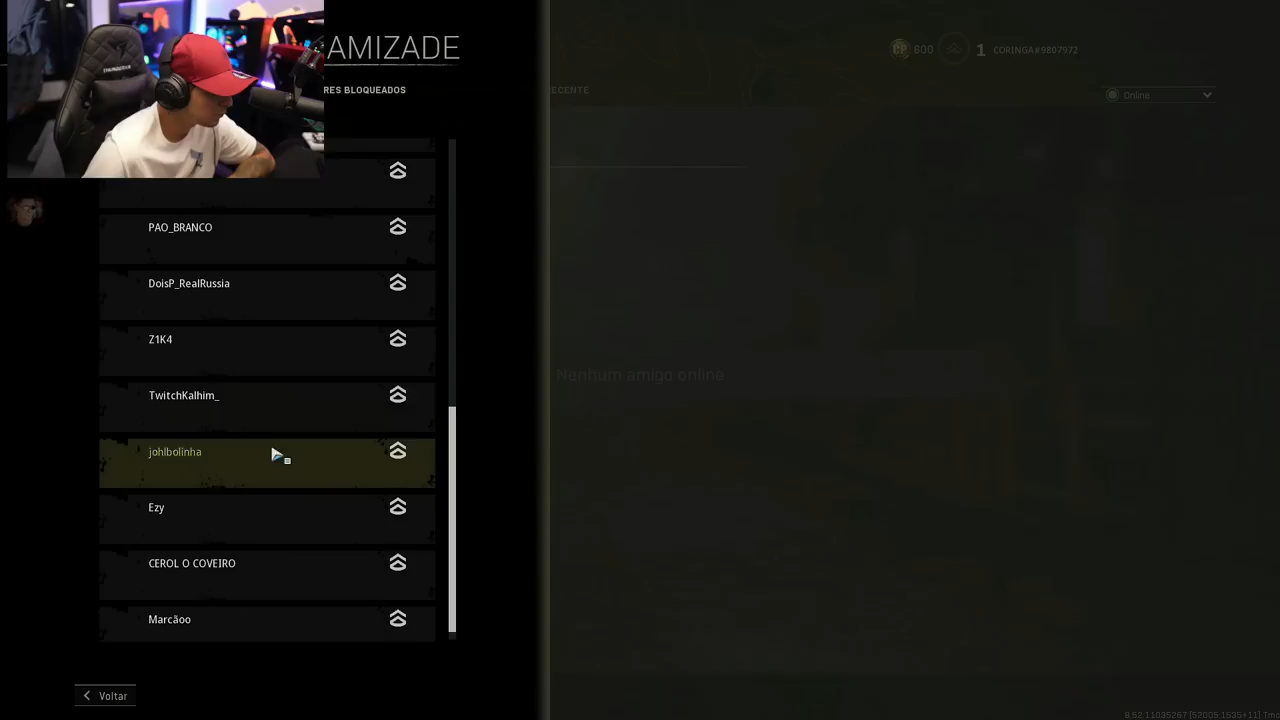 AMIZADE
CP 600
1 CORINGA#9807972
RES BLOQUEADOS
RECENTE
Online
PAO_BRANCO
DoisP_RealRussia
Nenhum amigo online
Z1K4
TwitchKalhim_
johlbolinha
Ezy
CEROL O COVEIRO
Marcãoo
Voltar